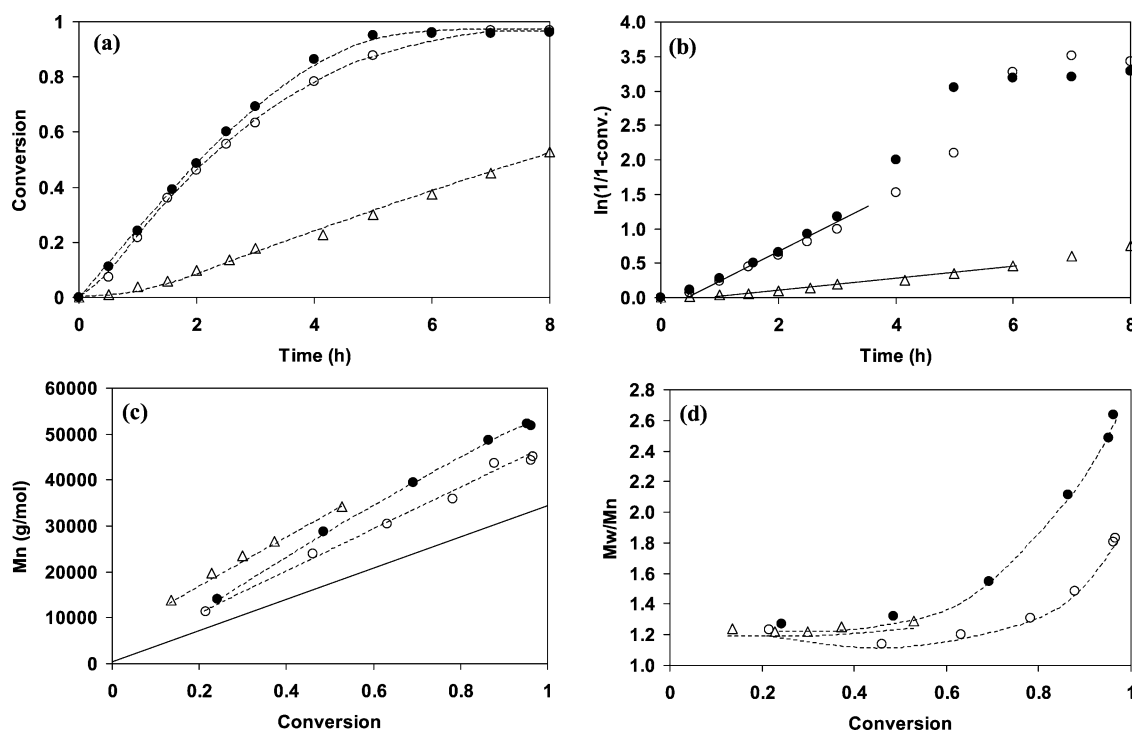 (a)
1
0.8
0.6
0.4
0.2
0
Conversion
0 2 4 6 8
Time (h)
(b)
4.0
3.5
3.0
2.5
2.0
1.5
1.0
0.5
0.0
ln(1/1-conv.)
0 2 4 6 8
Time (h)
(c)
60000
50000
40000
30000
20000
10000
0
Mn (g/mol)
0 0.2 0.4 0.6 0.8 1
Conversion
(d)
2.8
2.6
2.4
2.2
2.0
1.8
1.6
1.4
1.2
1.0
Mw/Mn
0 0.2 0.4 0.6 0.8 1
Conversion